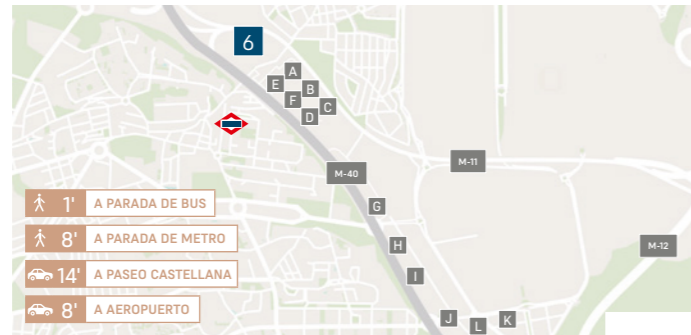 6
A
E
B
F
C
D
M-11
M-40
G
H
M-12
I
J
K
L
1' A PARADA DE BUS
8' A PARADA DE METRO
14' A PASEO CASTELLANA
8' A AEROPUERTO